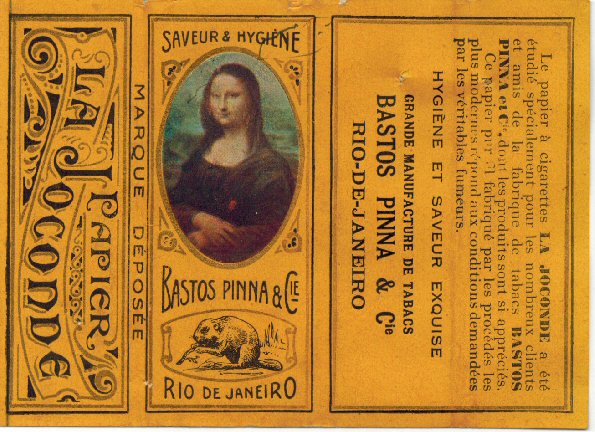 LA JOCONDE
PAPIER
MARQUE DÉPOSÉE
SAVEUR & HYGIÈNE
BASTOS PINNA & CIE
RIO DE JANEIRO
Le papier à cigarettes LA JOCONDE a été
étudié spécialement pour les nombreux clients
et amis de la fabrique de tabacs BASTOS
PINNA et Cie, dont les produits sont si appréciés.
Ce papier pur fil fabriqué par les procédés les
plus modernes répond aux conditions demandées
par les véritables fumeurs.
HYGIÈNE ET SAVEUR EXQUISE
GRANDE MANUFACTURE DE TABACS
BASTOS PINNA & Cie
RIO-DE-JANEIRO